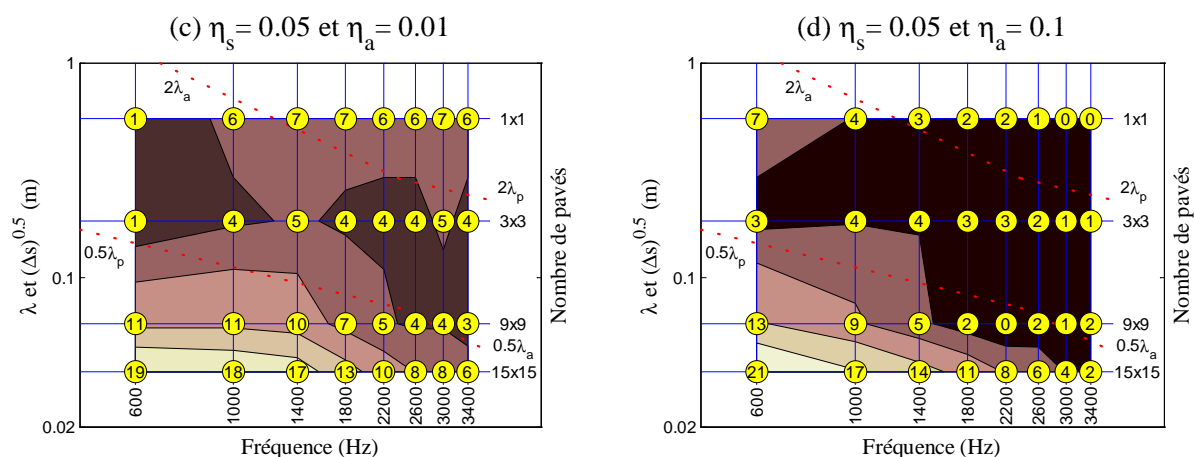 (c) ηs= 0.05 et ηa= 0.01
1
2λa
1 6 7 7 6 6 7 6 1x1
2λp
1 4 5 4 4 4 5 4 3x3
0.5λp
0.1
11 11 10 7 5 4 4 3 9x9
0.5λa
19 18 17 13 10 8 8 6 15x15
0.02
600 1000 1400 1800 2200 2600 3000 3400
Fréquence (Hz)
λ et (Δs)0.5 (m)
Nombre de pavés
(d) ηs= 0.05 et ηa= 0.1
1
2λa
7 4 3 2 2 1 0 0 1x1
2λp
3 4 4 3 3 2 1 1 3x3
0.5λp
0.1
13 9 5 2 0 2 1 2 9x9
0.5λa
21 17 14 11 8 6 4 2 15x15
0.02
600 1000 1400 1800 2200 2600 3000 3400
Fréquence (Hz)
λ et (Δs)0.5 (m)
Nombre de pavés